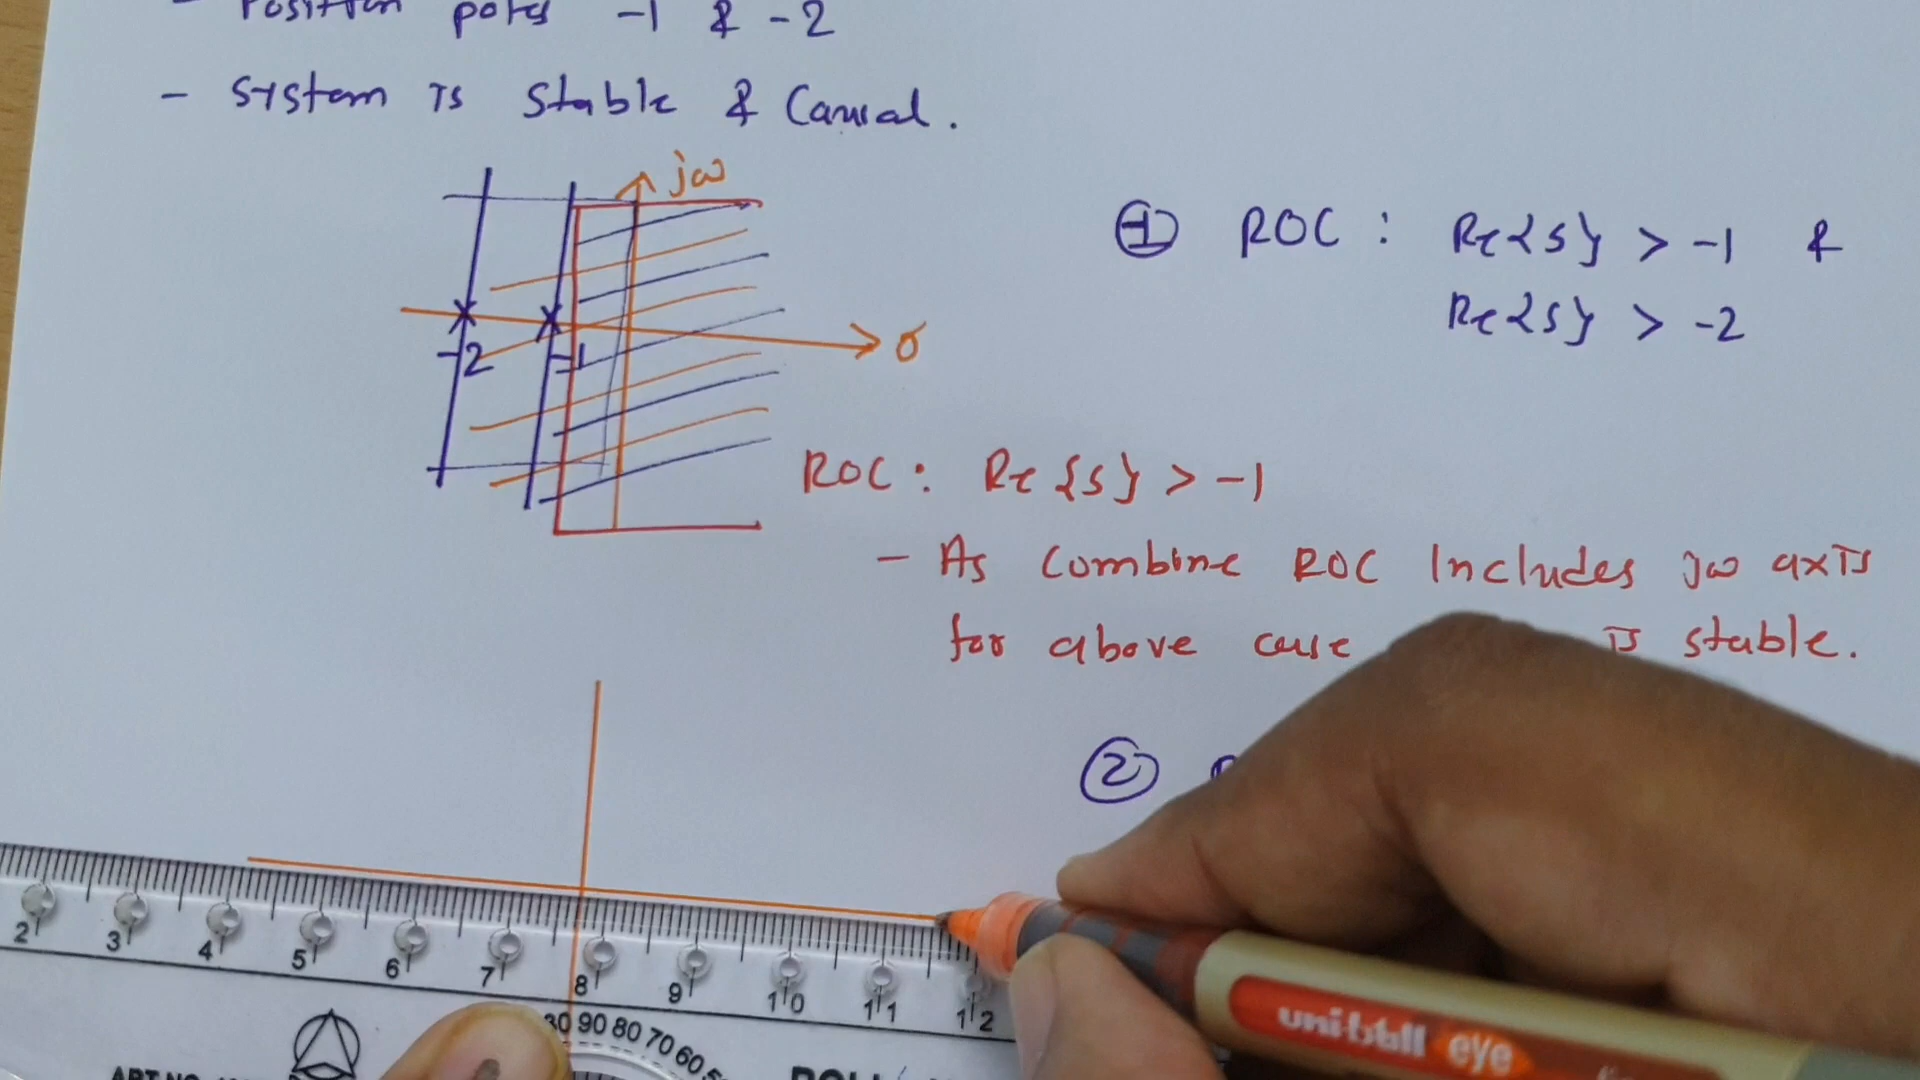 - Position poles -1 & -2
- System is Stable & Causal.
jω
-2
-1
σ
① ROC : Re{s} > -1 &
Re{s} > -2
ROC : Re{s} > -1
- As Combine ROC Includes jω axis
for above case is stable.
②
2 3 4 5 6 7 8 9 10 11 12
90 80 70 60
uni-ball eye